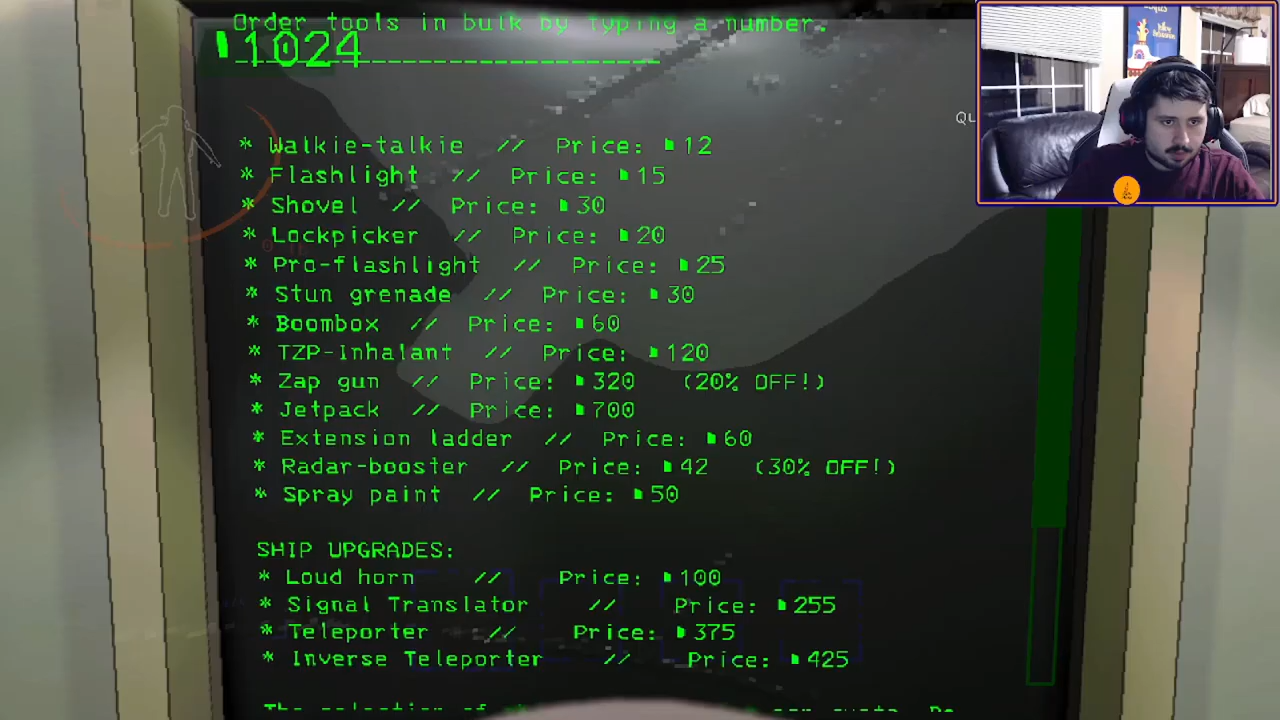 Order tools in bulk by typing a number.
1024
* Walkie-talkie // Price: 12
* Flashlight // Price: 15
* Shovel // Price: 30
* Lockpicker // Price: 20
* Pro-flashlight // Price: 25
* Stun grenade // Price: 30
* Boombox // Price: 60
* TZP-Inhalant // Price: 120
* Zap gun // Price: 320 (20% OFF!)
* Jetpack // Price: 700
* Extension ladder // Price: 60
* Radar-booster // Price: 42 (30% OFF!)
* Spray paint // Price: 50
SHIP UPGRADES:
* Loud horn // Price: 100
* Signal Translator // Price: 255
* Teleporter // Price: 375
* Inverse Teleporter // Price: 425
The selection of